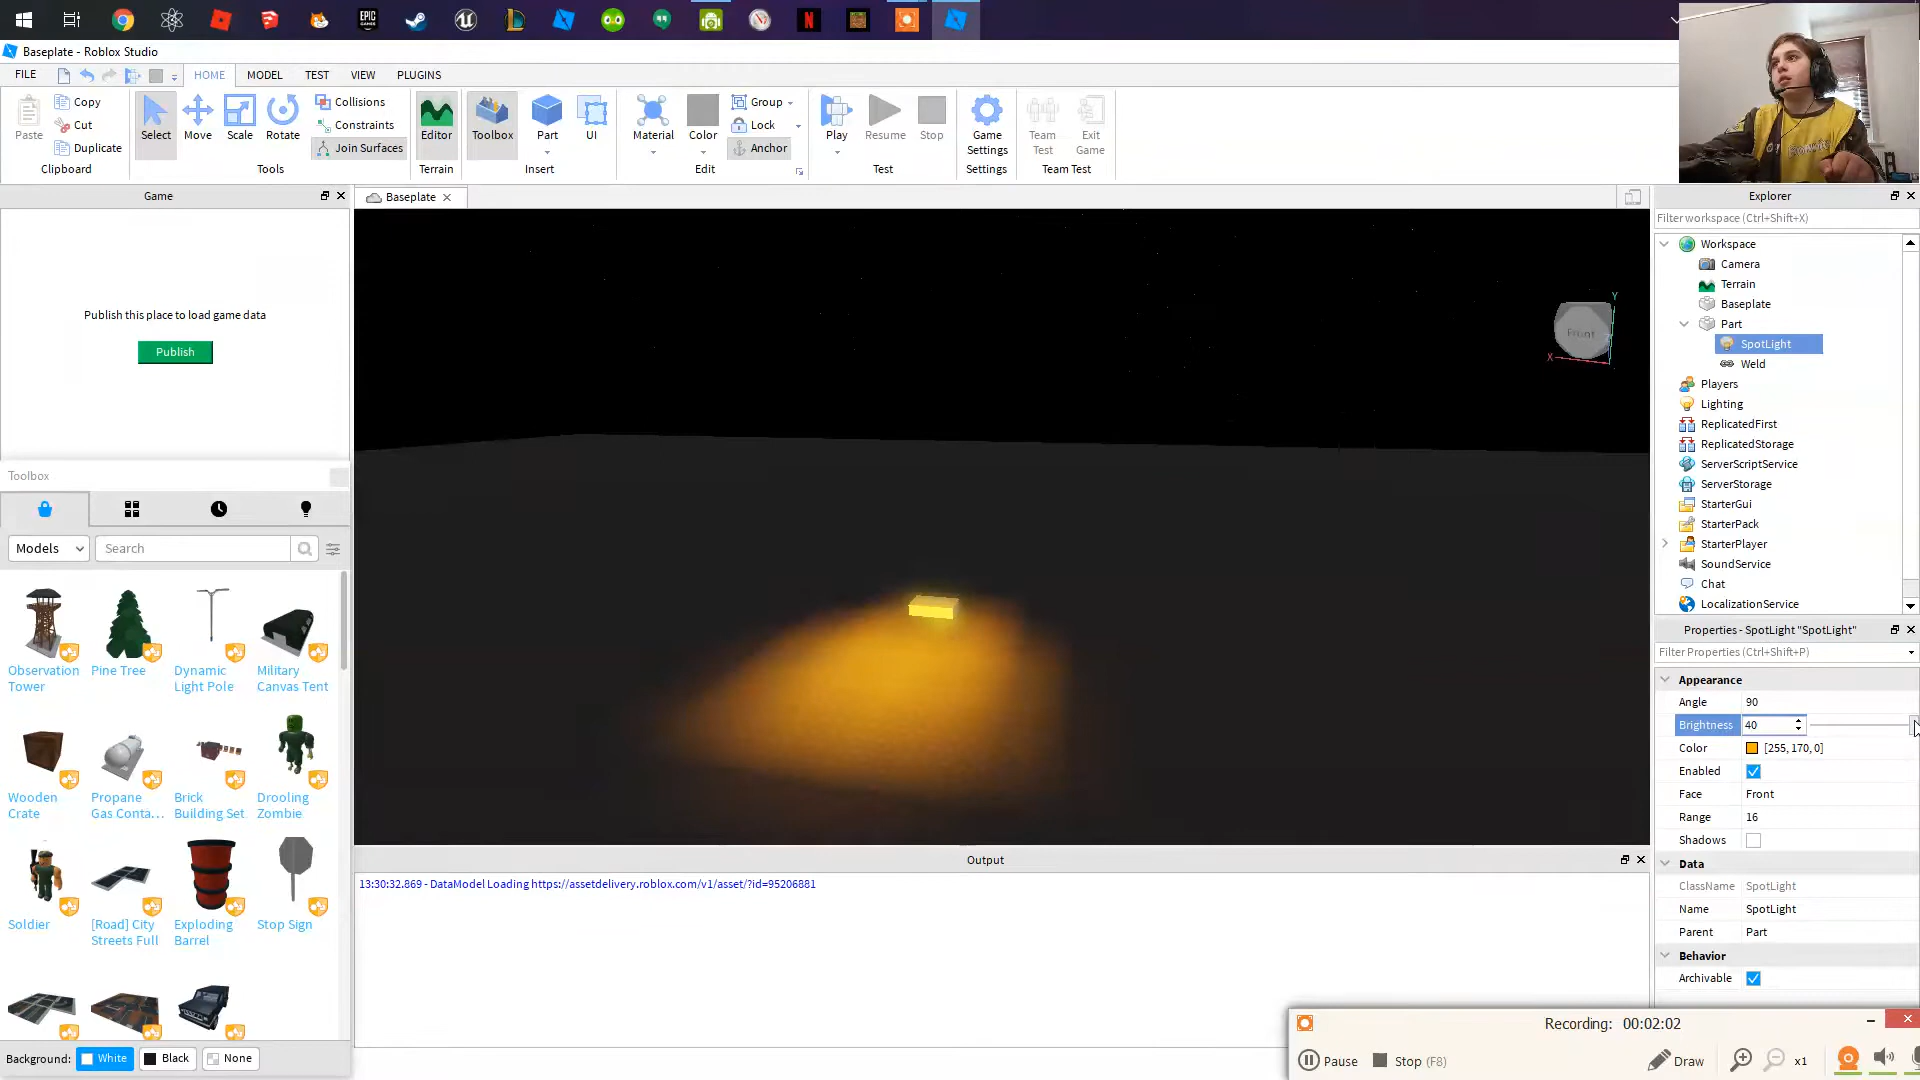 EPIC GAMES
Baseplate - Roblox Studio
FILE
HOME
MODEL
TEST
VIEW
PLUGINS
Paste
Copy
Cut
Duplicate
Clipboard
Select
Move
Scale
Rotate
Collisions
Constraints
Join Surfaces
Tools
Editor
Terrain
Toolbox
Part
UI
Insert
Material
Color
Group
Lock
Anchor
Edit
Play
Resume
Stop
Test
Game Settings
Settings
Team Test
Exit Game
Team Test
Game
Publish this place to load game data
Publish
Toolbox
Models
Search
Observation Tower
Pine Tree
Dynamic Light Pole
Military Canvas Tent
Wooden Crate
Propane Gas Conta...
Brick Building Set
Drooling Zombie
Soldier
[Road] City Streets Full
Exploding Barrel
Stop Sign
Background:
White
Black
None
Baseplate
Front
Y
X
Output
13:30:32.869 - DataModel Loading https://assetdelivery.roblox.com/v1/asset/?id=95206881
Explorer
Filter workspace (Ctrl+Shift+X)
Workspace
Camera
Terrain
Baseplate
Part
SpotLight
Weld
Players
Lighting
ReplicatedFirst
ReplicatedStorage
ServerScriptService
ServerStorage
StarterGui
StarterPack
StarterPlayer
SoundService
Chat
LocalizationService
Properties - SpotLight "SpotLight"
Filter Properties (Ctrl+Shift+P)
Appearance
Angle 90
Brightness 40
Color [255, 170, 0]
Enabled
Face Front
Range 16
Shadows
Data
ClassName SpotLight
Name SpotLight
Parent Part
Behavior
Archivable
Recording: 00:02:02
Pause
Stop (F8)
Draw
x1